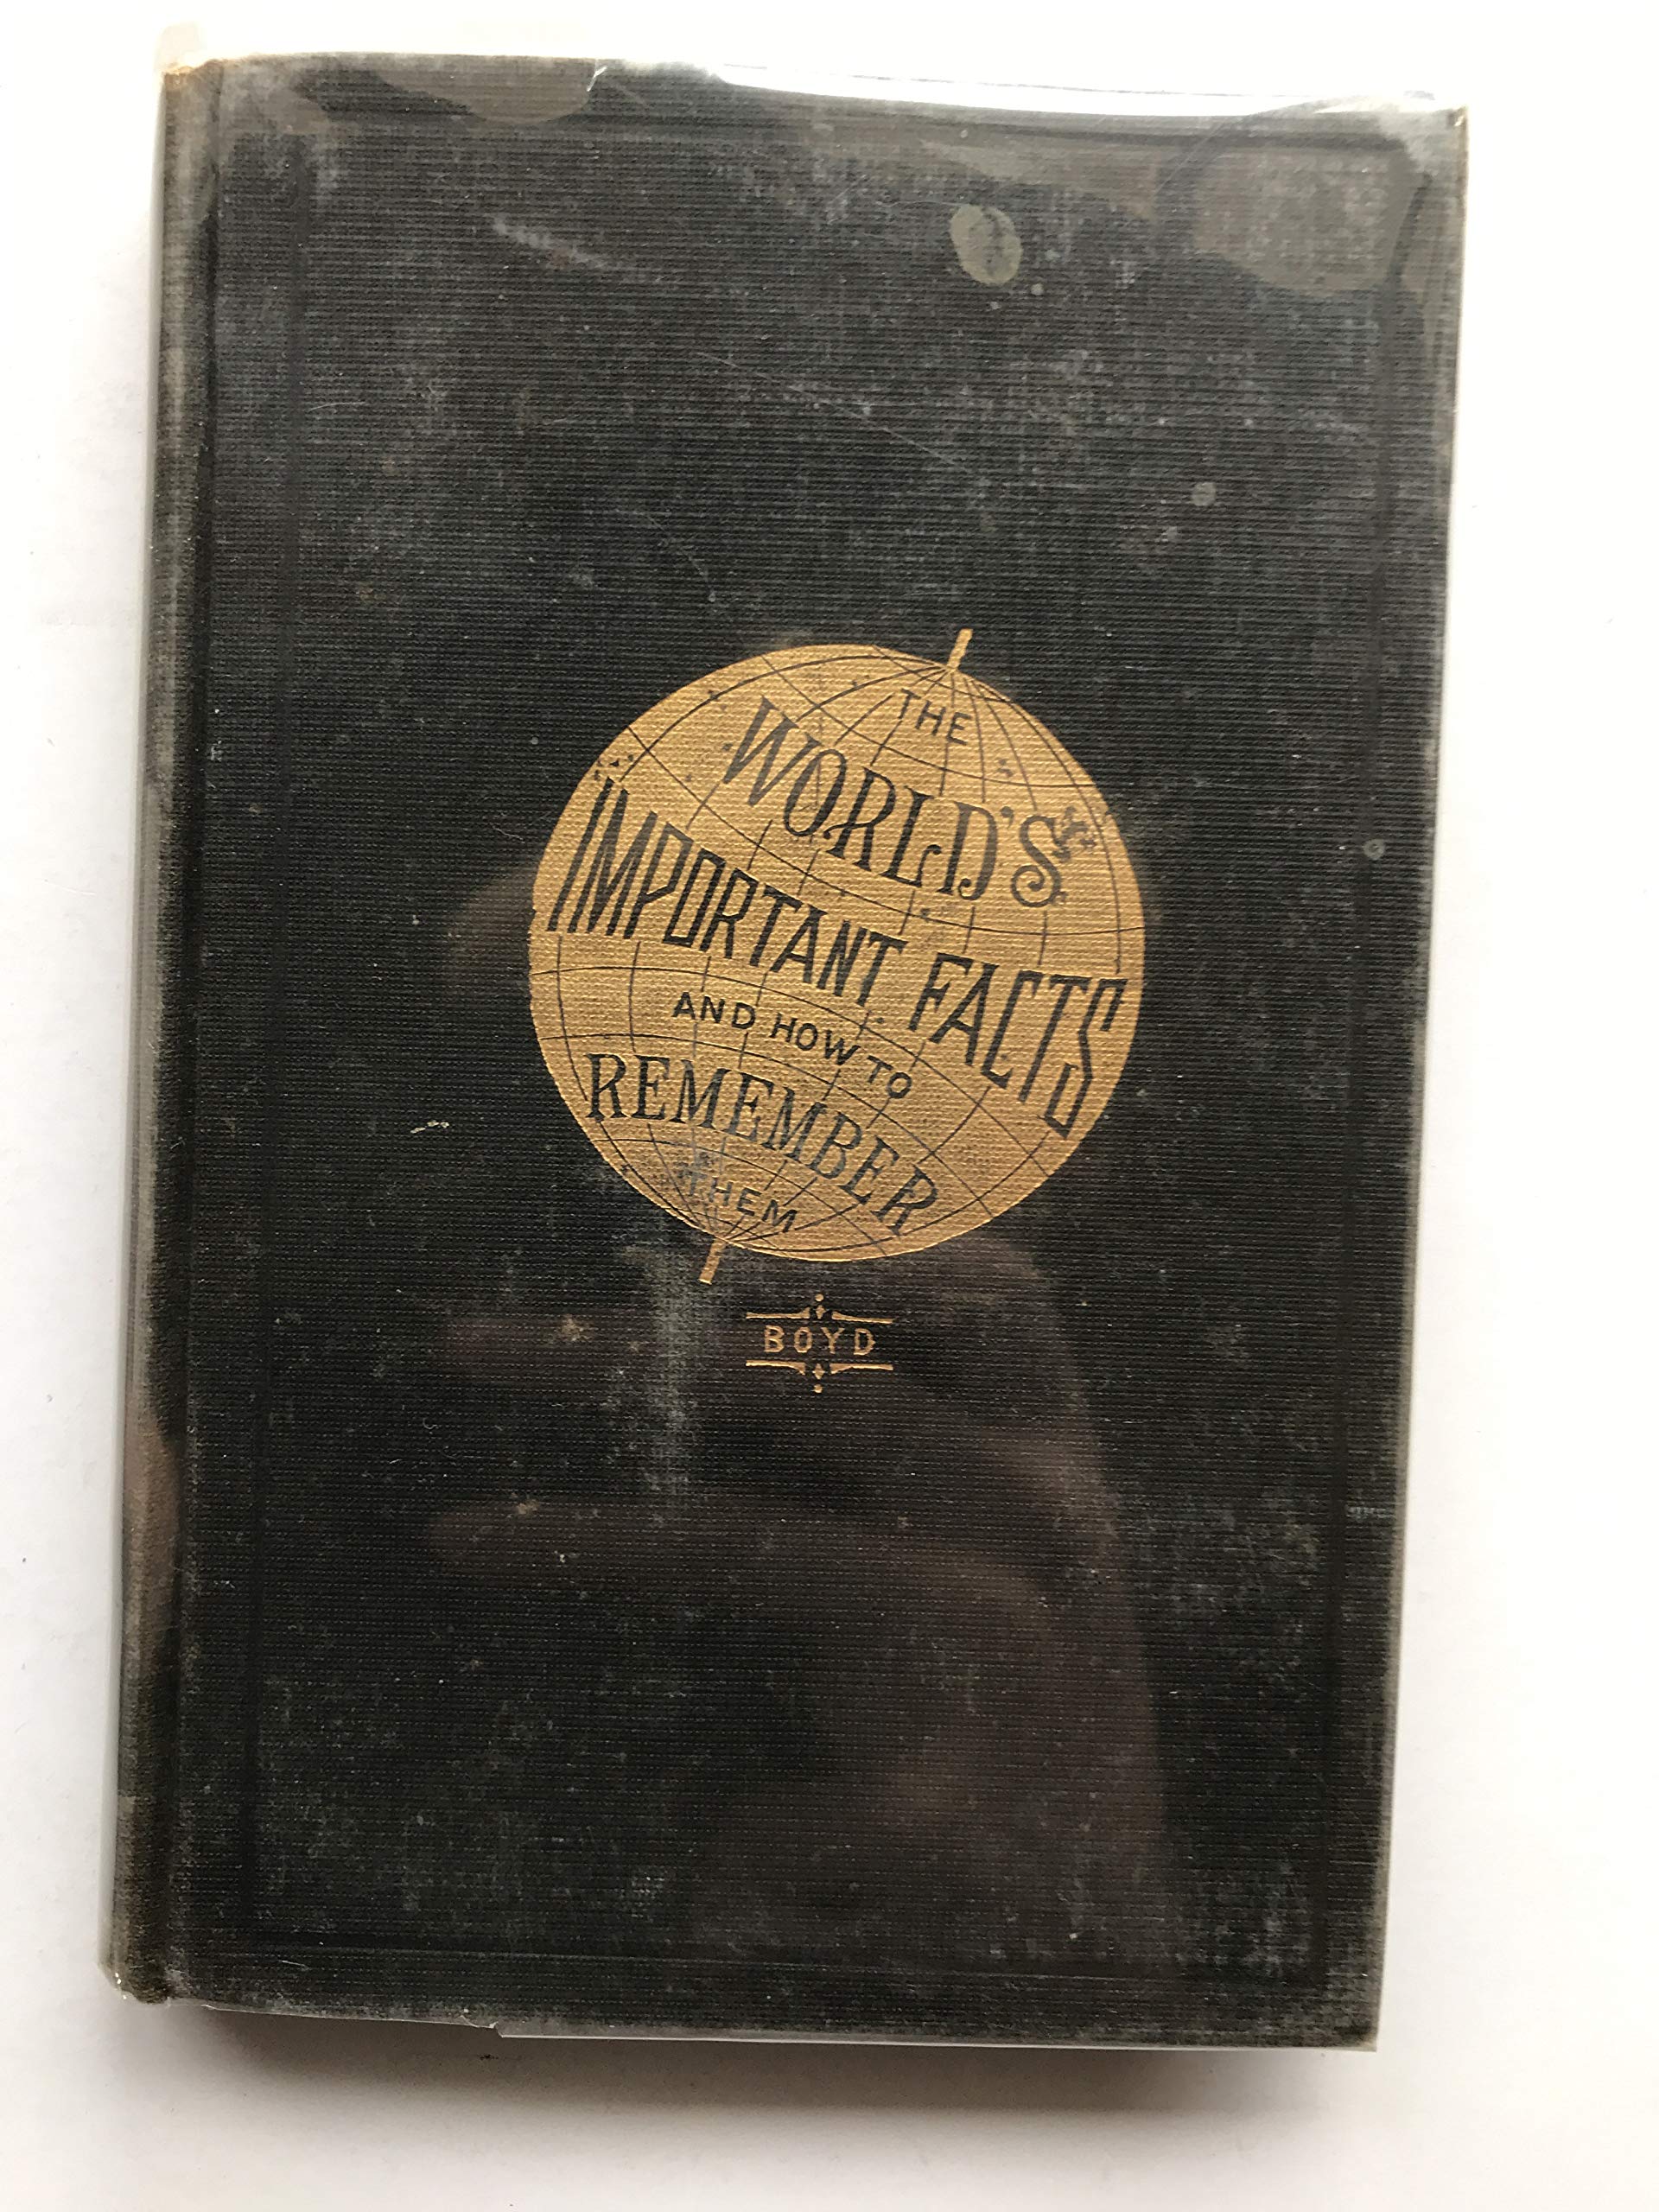 THE
WORLD'S
IMPORTANT FACTS
AND HOW TO
REMEMBER
THEM
BOYD